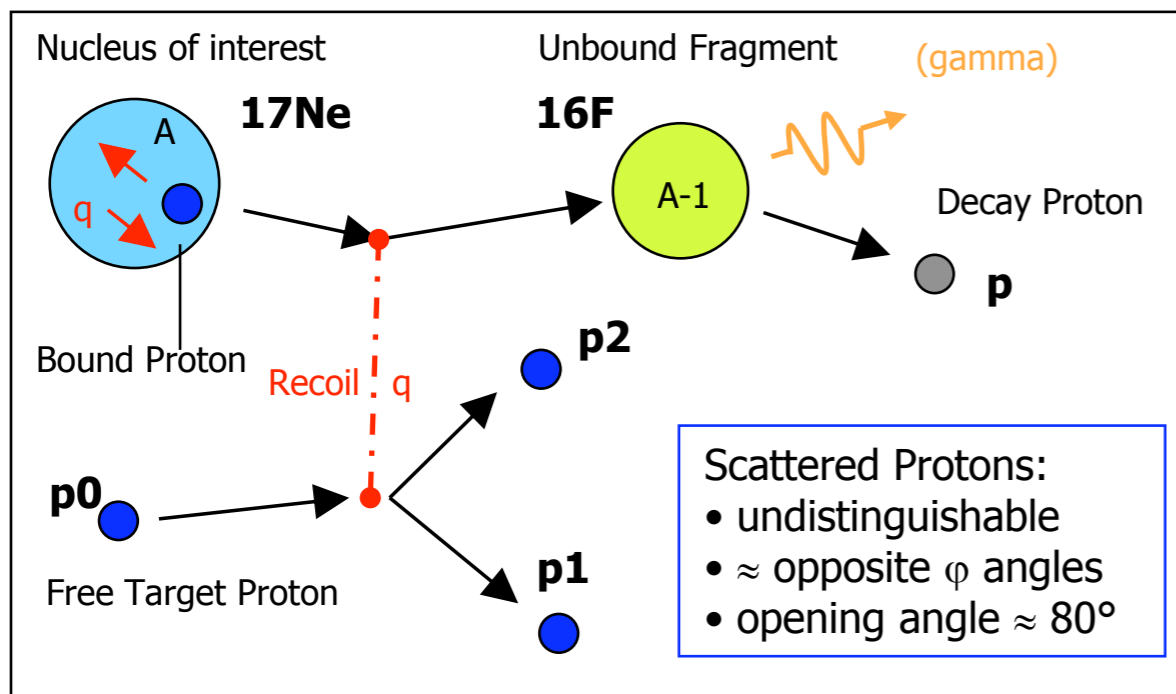 Nucleus of interest
Unbound Fragment
(gamma)
17Ne
16F
A
q
A-1
Decay Proton
p
Bound Proton
Recoil q
p2
p0
p1
Free Target Proton
Scattered Protons:
• undistinguishable
• ≈ opposite φ angles
• opening angle ≈ 80°